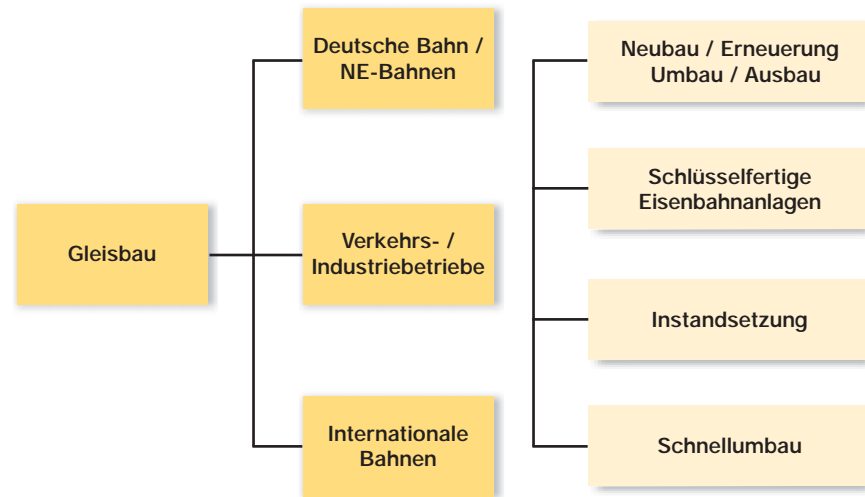 Gleisbau
Deutsche Bahn /
NE-Bahnen
Verkehrs- /
Industriebetriebe
Internationale
Bahnen
Neubau / Erneuerung
Umbau / Ausbau
Schlüsselfertige
Eisenbahnanlagen
Instandsetzung
Schnellumbau